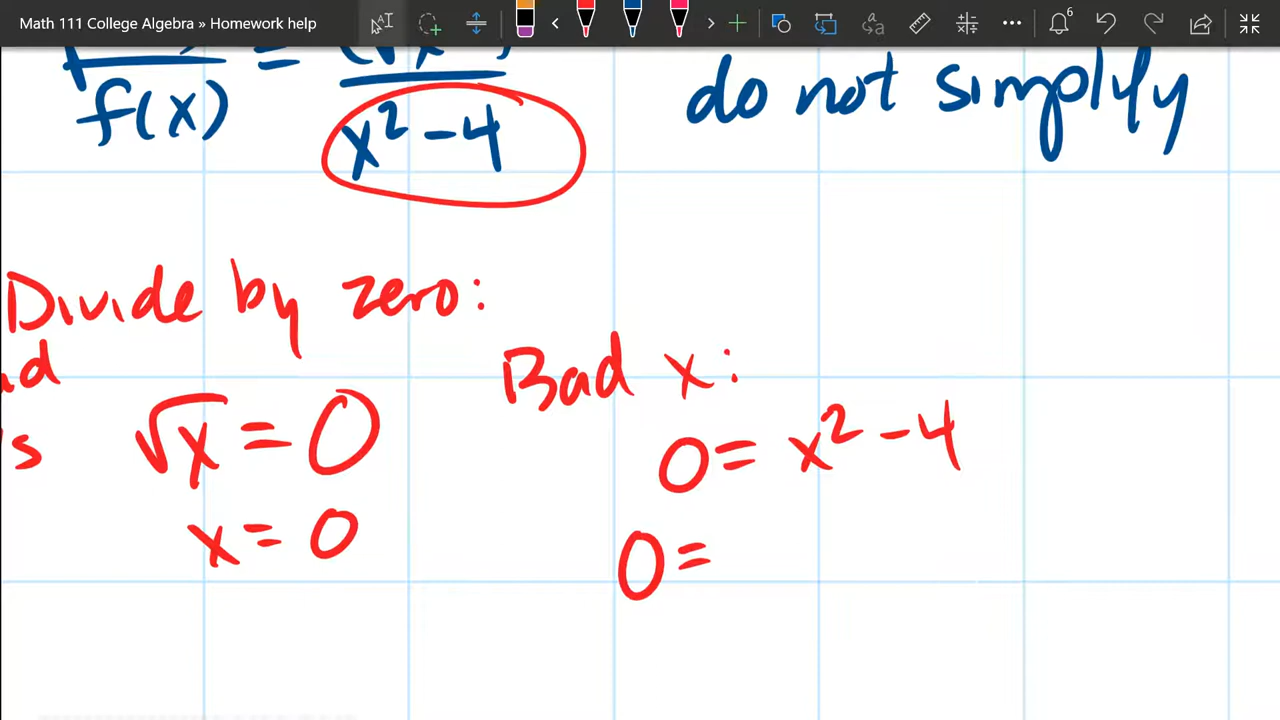 Math 111 College Algebra » Homework help
6
f(x) = x² - 4
do not simplify
Divide by zero:
Bad x:
√x = 0
0 = x² - 4
x = 0
0 =